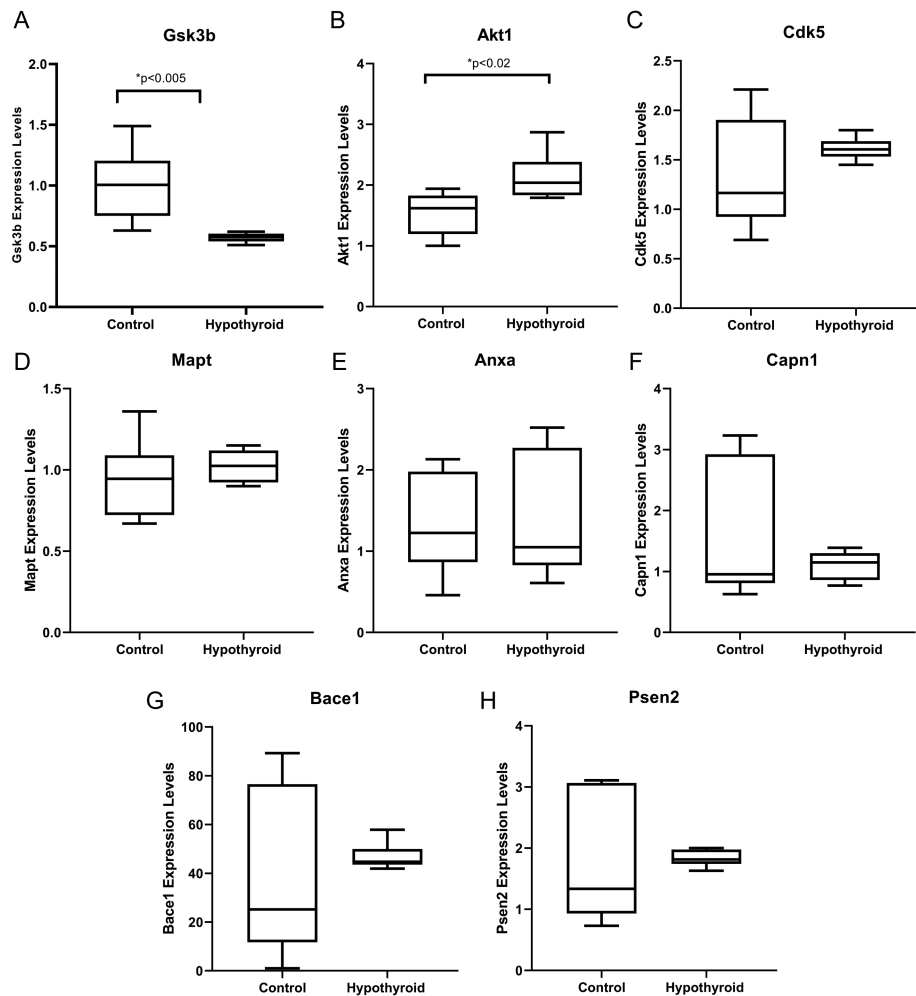 A
Gsk3b
Gsk3b Expression Levels
2.0
1.5
1.0
0.5
0.0
*p<0.005
Control
Hypothyroid
B
Akt1
Akt1 Expression Levels
4
3
2
1
0
*p<0.02
Control
Hypothyroid
C
Cdk5
Cdk5 Expression Levels
2.5
2.0
1.5
1.0
0.5
0.0
Control
Hypothyroid
D
Mapt
Mapt Expression Levels
1.5
1.0
0.5
0.0
Control
Hypothyroid
E
Anxa
Anxa Expression Levels
3
2
1
0
Control
Hypothyroid
F
Capn1
Capn1 Expression Levels
4
3
2
1
0
Control
Hypothyroid
G
Bace1
Bace1 Expression Levels
100
80
60
40
20
0
Control
Hypothyroid
H
Psen2
Psen2 Expression Levels
4
3
2
1
0
Control
Hypothyroid